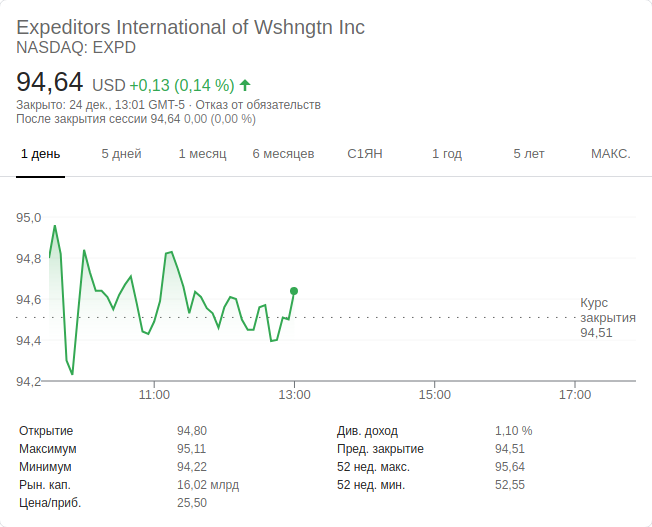 Expeditors International of Wshngtn Inc
NASDAQ: EXPD
94,64 USD +0,13 (0,14 %)
Закрыто: 24 дек., 13:01 GMT-5 · Отказ от обязательств
После закрытия сессии 94,64 0,00 (0,00 %)
1 день 5 дней 1 месяц 6 месяцев С1ЯН 1 год 5 лет МАКС.
95,0
94,8
94,6
94,4
94,2
Курс
закрытия
94,51
11:00 13:00 15:00 17:00
Открытие 94,80 Див. доход 1,10 %
Максимум 95,11 Пред. закрытие 94,51
Минимум 94,22 52 нед. макс. 95,64
Рын. кап. 16,02 млрд 52 нед. мин. 52,55
Цена/приб. 25,50